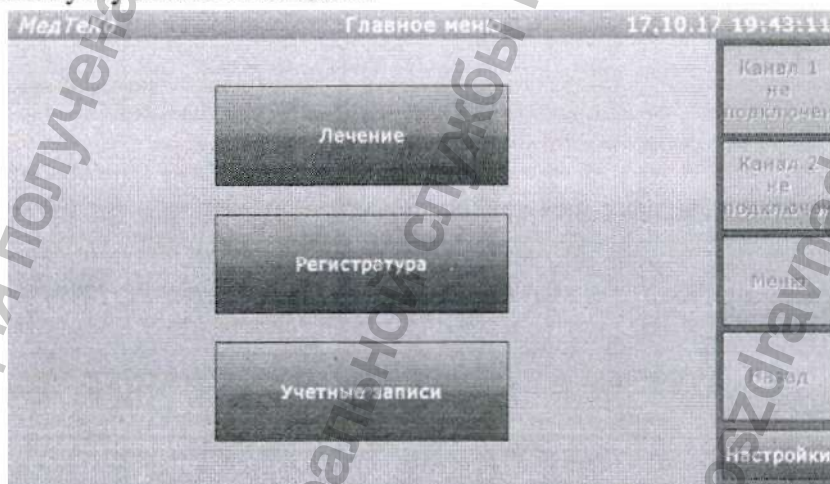 МедТеКо Главное меню 17.10.17 19:43:11
Лечение
Регистратура
Учетные записи
Канал 1
не
подключен
Канал 2
не
подключен
Меню
Назад
Настройки